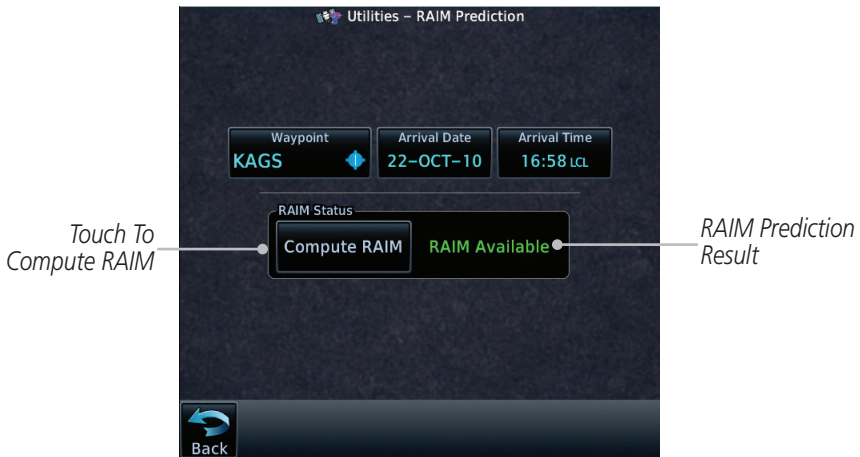 Utilities – RAIM Prediction
Waypoint
KAGS
Arrival Date
22–OCT–10
Arrival Time
16:58 LCL
RAIM Status
Touch To
Compute RAIM
Compute RAIM
RAIM Available
RAIM Prediction
Result
Back